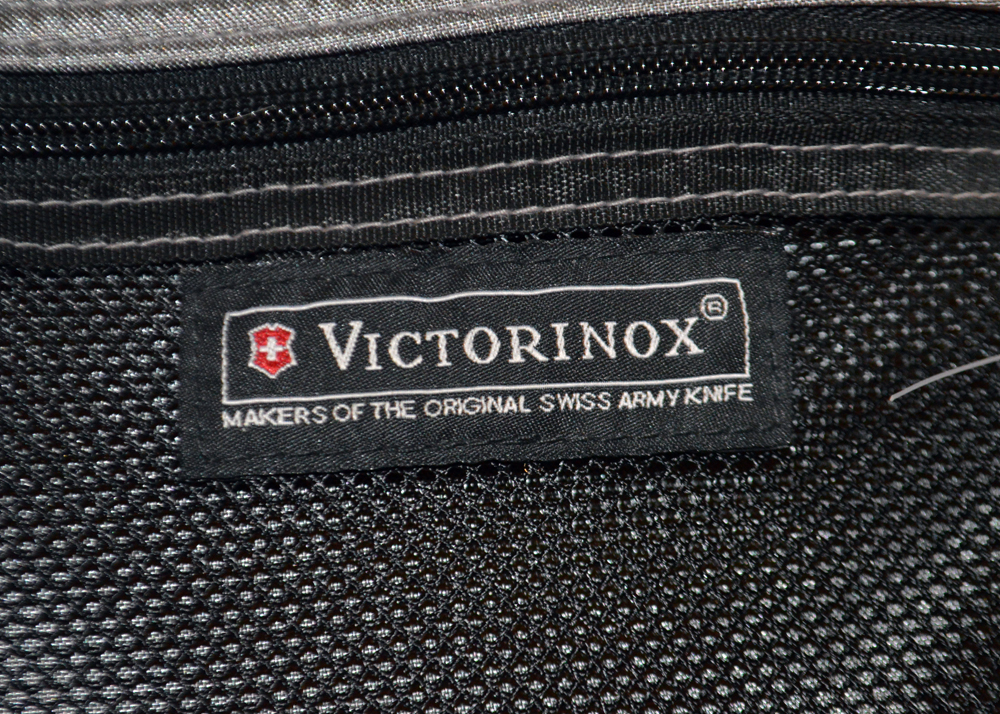 VICTORINOX®
MAKERS OF THE ORIGINAL SWISS ARMY KNIFE